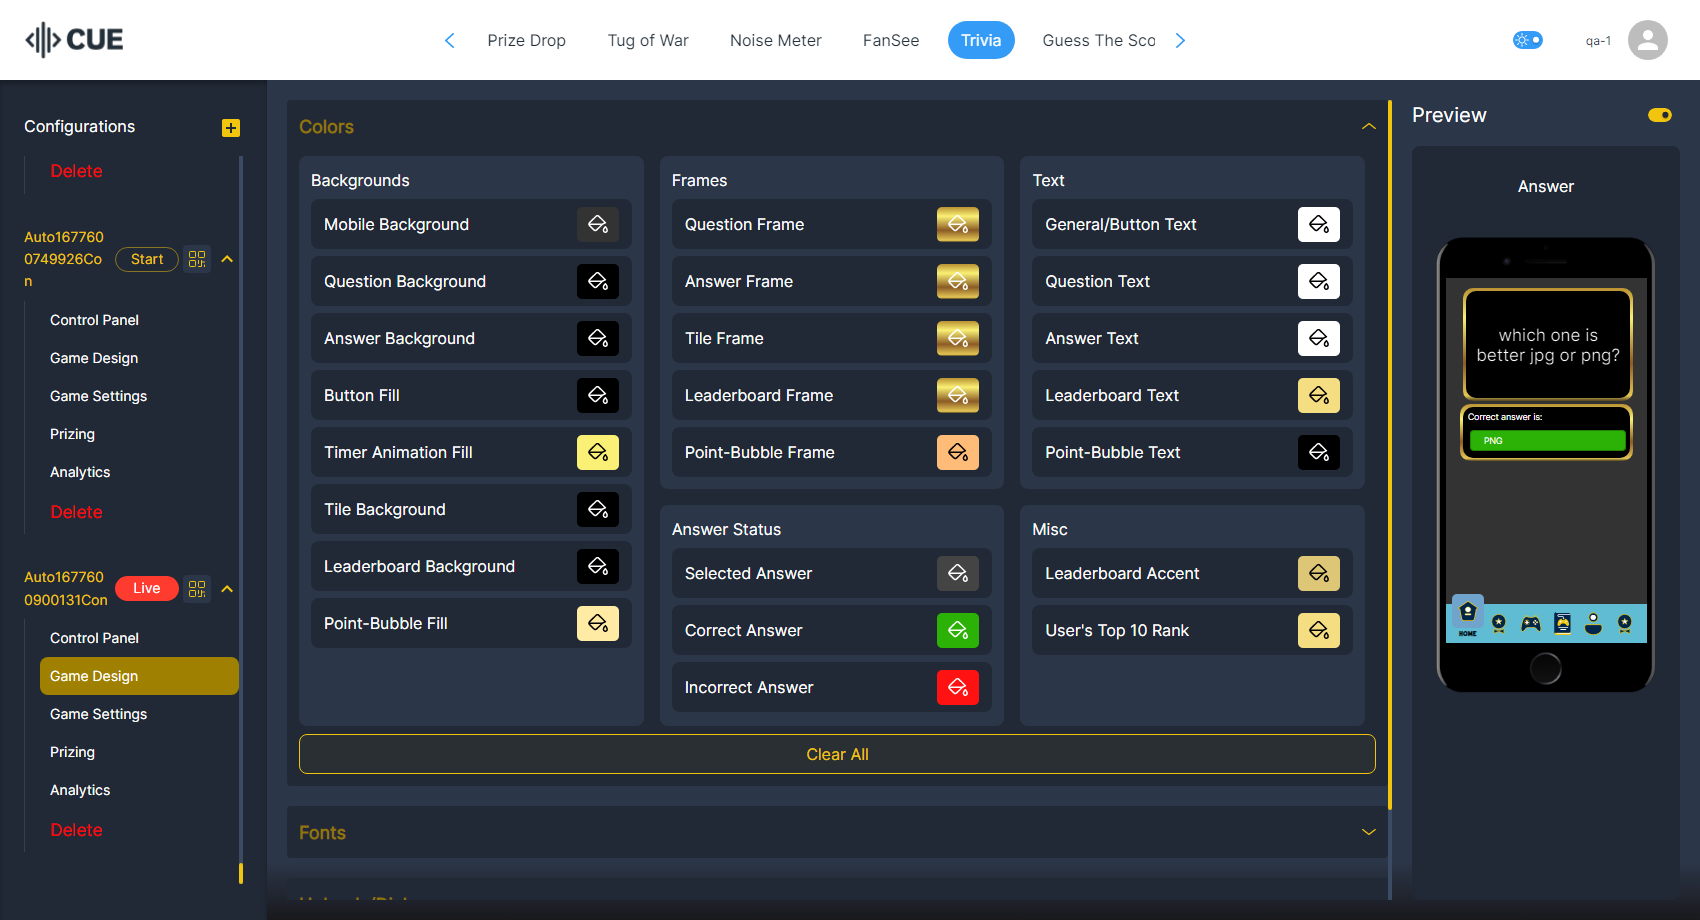 CUE
Prize Drop
Tug of War
Noise Meter
FanSee
Trivia
Guess The Sco
qa-1
Configurations
Delete
Auto167760
0749926Co
n
Start
Control Panel
Game Design
Game Settings
Prizing
Analytics
Delete
Auto167760
0900131Con
Live
Control Panel
Game Design
Game Settings
Prizing
Analytics
Delete
Colors
Backgrounds
Mobile Background
Question Background
Answer Background
Button Fill
Timer Animation Fill
Tile Background
Leaderboard Background
Point-Bubble Fill
Frames
Question Frame
Answer Frame
Tile Frame
Leaderboard Frame
Point-Bubble Frame
Text
General/Button Text
Question Text
Answer Text
Leaderboard Text
Point-Bubble Text
Answer Status
Selected Answer
Correct Answer
Incorrect Answer
Misc
Leaderboard Accent
User's Top 10 Rank
Clear All
Fonts
Preview
Answer
which one is
better jpg or png?
Correct answer is:
PNG
HOME